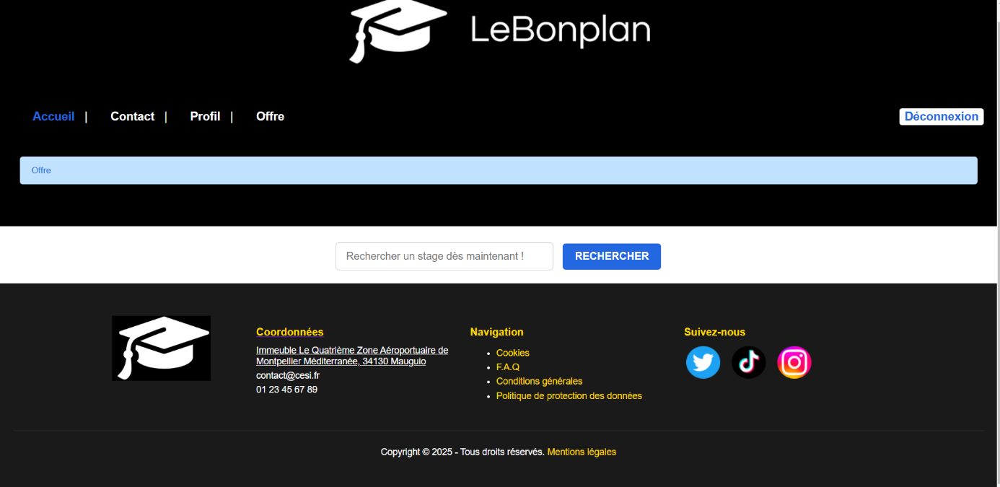 LeBonplan
Accueil | Contact | Profil | Offre Déconnexion
Offre
Rechercher un stage dès maintenant ! RECHERCHER
Coordonnées
Immeuble Le Quatrième Zone Aéroportuaire de
Montpellier Méditerranée, 34130 Mauguio
contact@cesi.fr
01 23 45 67 89
Navigation
Cookies
F.A.Q
Conditions générales
Politique de protection des données
Suivez-nous
Copyright © 2025 - Tous droits réservés. Mentions légales